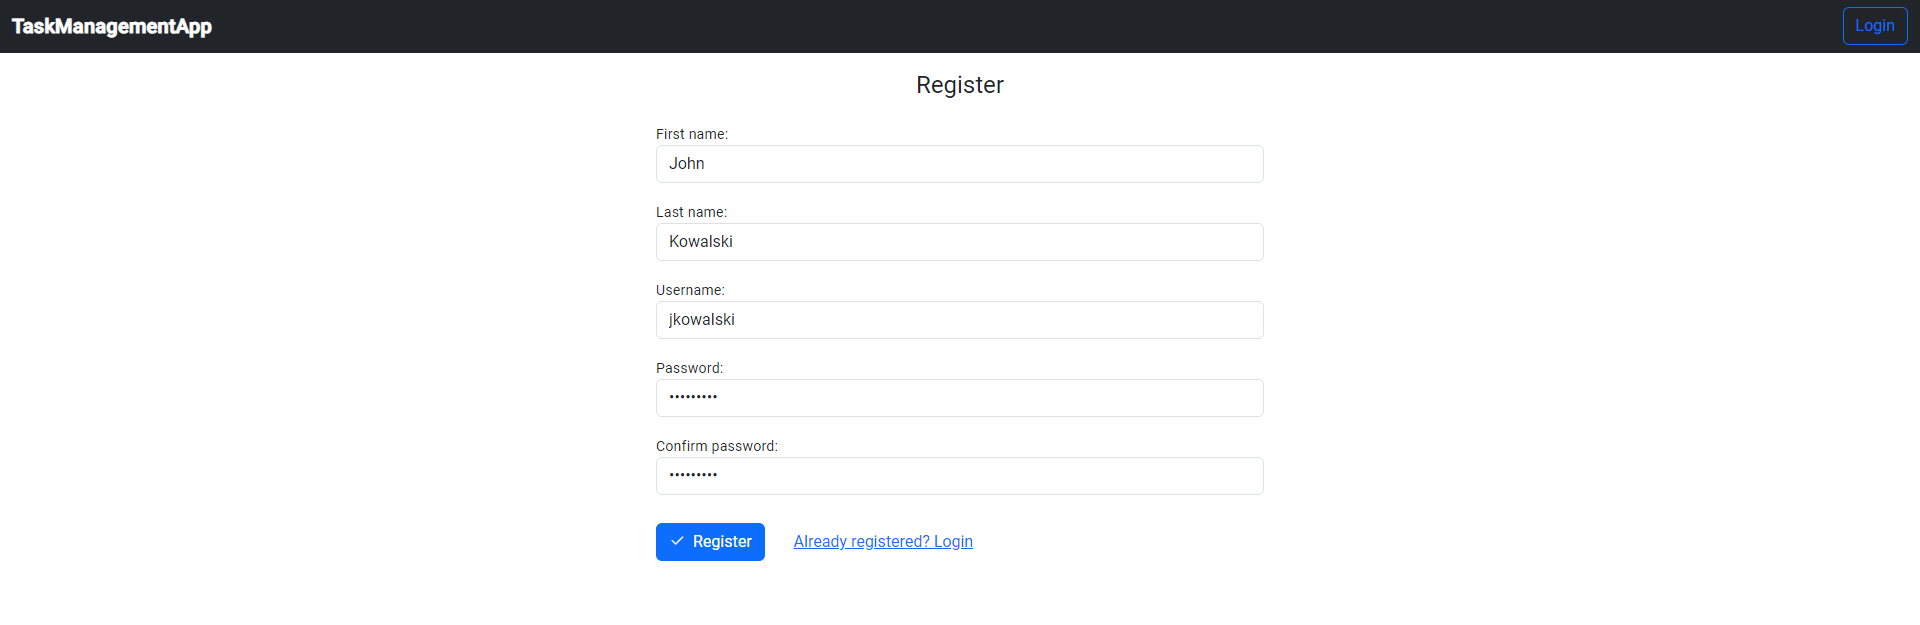 TaskManagementApp
Login
Register
First name:
John
Last name:
Kowalski
Username:
jkowalski
Password:
•••••••••
Confirm password:
•••••••••
Register
Already registered? Login